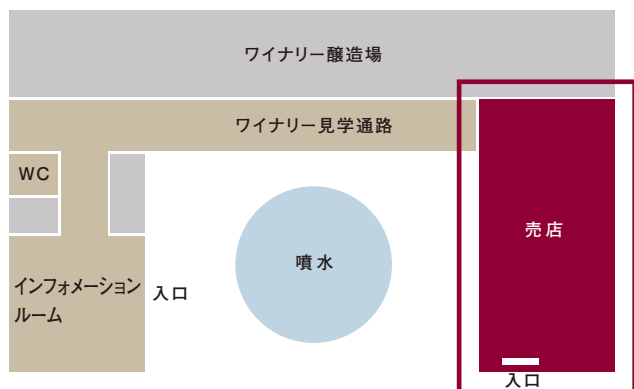 ワイナリー醸造場
ワイナリー見学通路
WC
売店
噴水
インフォメーション
ルーム
入口
入口